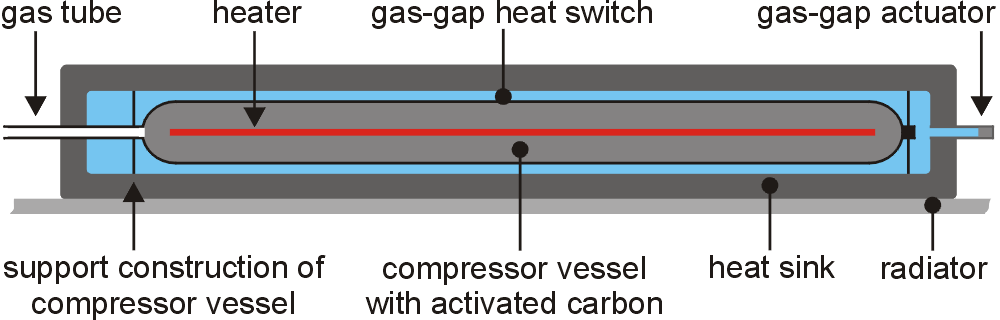 gas tube
heater
gas-gap heat switch
gas-gap actuator
support construction of
compressor vessel
compressor vessel
with activated carbon
heat sink
radiator